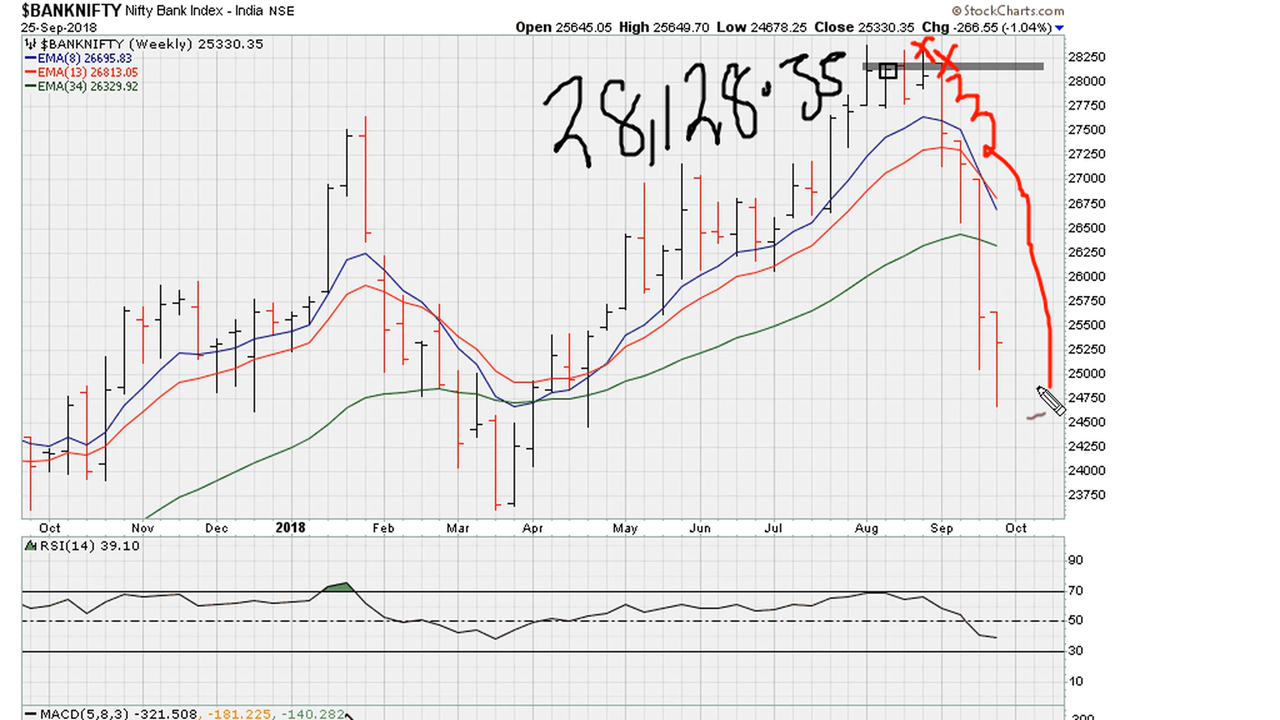 $BANKNIFTY Nifty Bank Index - India NSE © StockCharts.com
25-Sep-2018 Open 25645.05 High 25649.70 Low 24678.25 Close 25330.35 Chg -266.55 (-1.04%)
$BANKNIFTY (Weekly) 25330.35
EMA(8) 26695.83
EMA(13) 26813.05
EMA(34) 26329.92
28,128.35
28250
28000
27750
27500
27250
27000
26750
26500
26250
26000
25750
25500
25250
25000
24750
24500
24250
24000
23750
Oct Nov Dec 2018 Feb Mar Apr May Jun Jul Aug Sep Oct
RSI(14) 39.10
90
70
50
30
10
MACD(5,8,3) -321.508, -181.225, -140.282